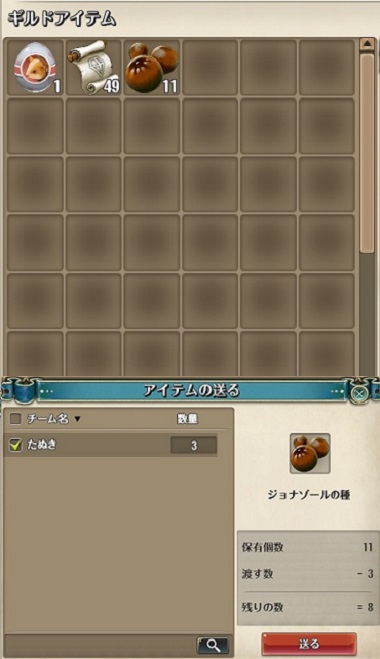 ギルドアイテム
1 49 11
アイテムの送る
チーム名 ▼ 数量
たぬき 3
ジョナゾールの種
保有個数 11
渡す数 - 3
残りの数 = 8
送る